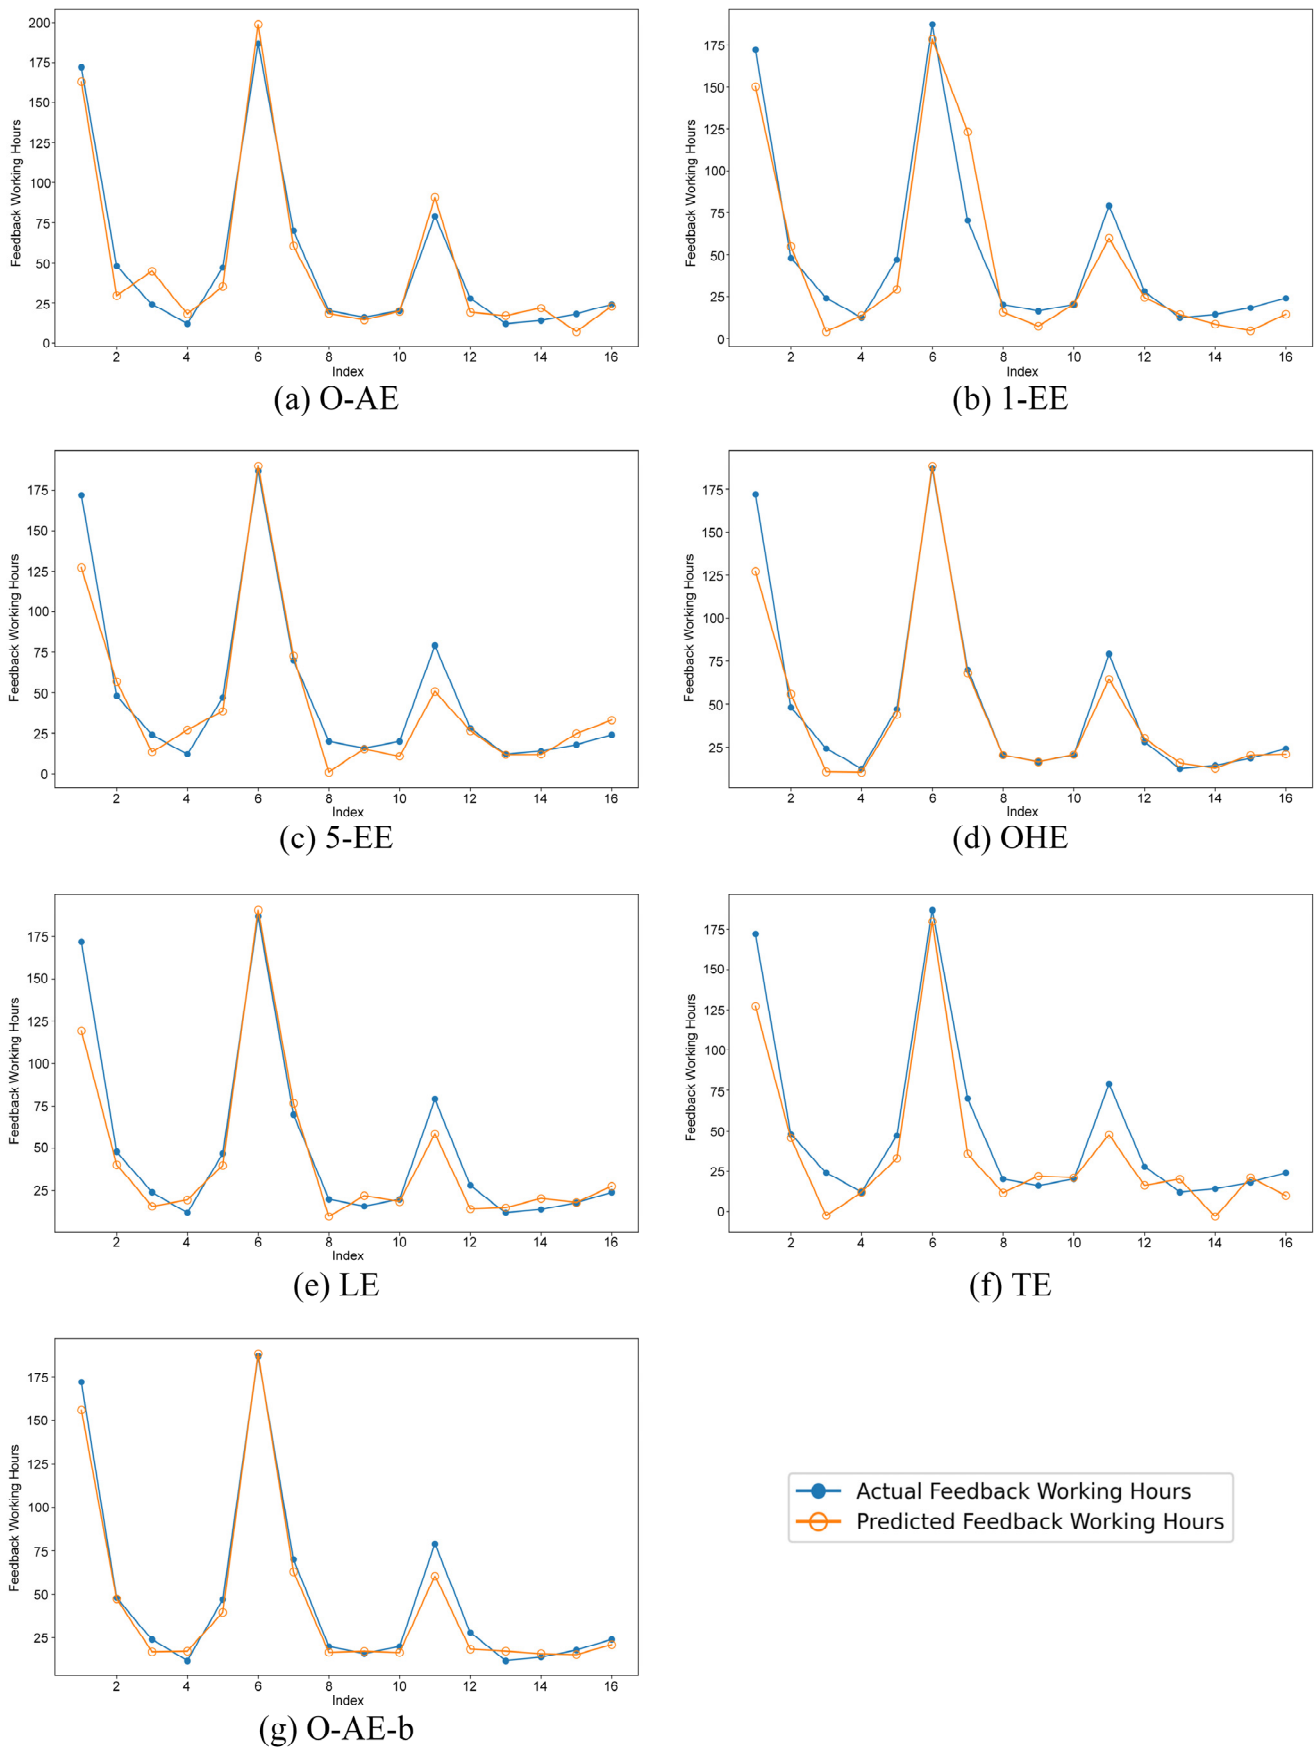 200
175
150
125
100
75
50
25
0
Feedback Working Hours
2 4 6 8 10 12 14 16
Index
(a) O-AE
175
150
125
100
75
50
25
0
Feedback Working Hours
2 4 6 8 10 12 14 16
Index
(b) 1-EE
175
150
125
100
75
50
25
0
Feedback Working Hours
2 4 6 8 10 12 14 16
Index
(c) 5-EE
175
150
125
100
75
50
25
Feedback Working Hours
2 4 6 8 10 12 14 16
Index
(d) OHE
175
150
125
100
75
50
25
Feedback Working Hours
2 4 6 8 10 12 14 16
Index
(e) LE
175
150
125
100
75
50
25
0
Feedback Working Hours
2 4 6 8 10 12 14 16
(f) TE
175
150
125
100
75
50
25
Feedback Working Hours
2 4 6 8 10 12 14 16
Index
(g) O-AE-b
Actual Feedback Working Hours
Predicted Feedback Working Hours